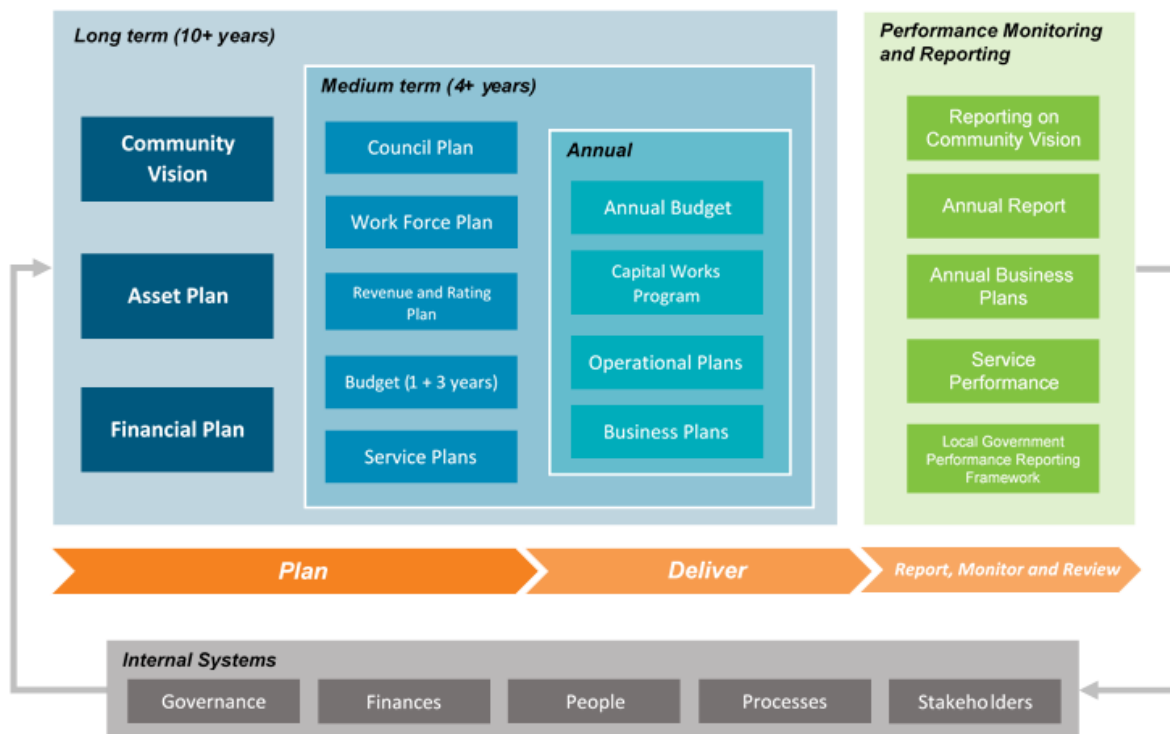 Long term (10+ years)
Community
Vision
Asset Plan
Financial Plan
Medium term (4+ years)
Council Plan
Work Force Plan
Revenue and Rating
Plan
Budget (1 + 3 years)
Service Plans
Annual
Annual Budget
Capital Works
Program
Operational Plans
Business Plans
Performance Monitoring
and Reporting
Reporting on
Community Vision
Annual Report
Annual Business
Plans
Service
Performance
Local Government
Performance Reporting
Framework
Plan
Deliver
Report, Monitor and Review
Internal Systems
Governance
Finances
People
Processes
Stakeholders